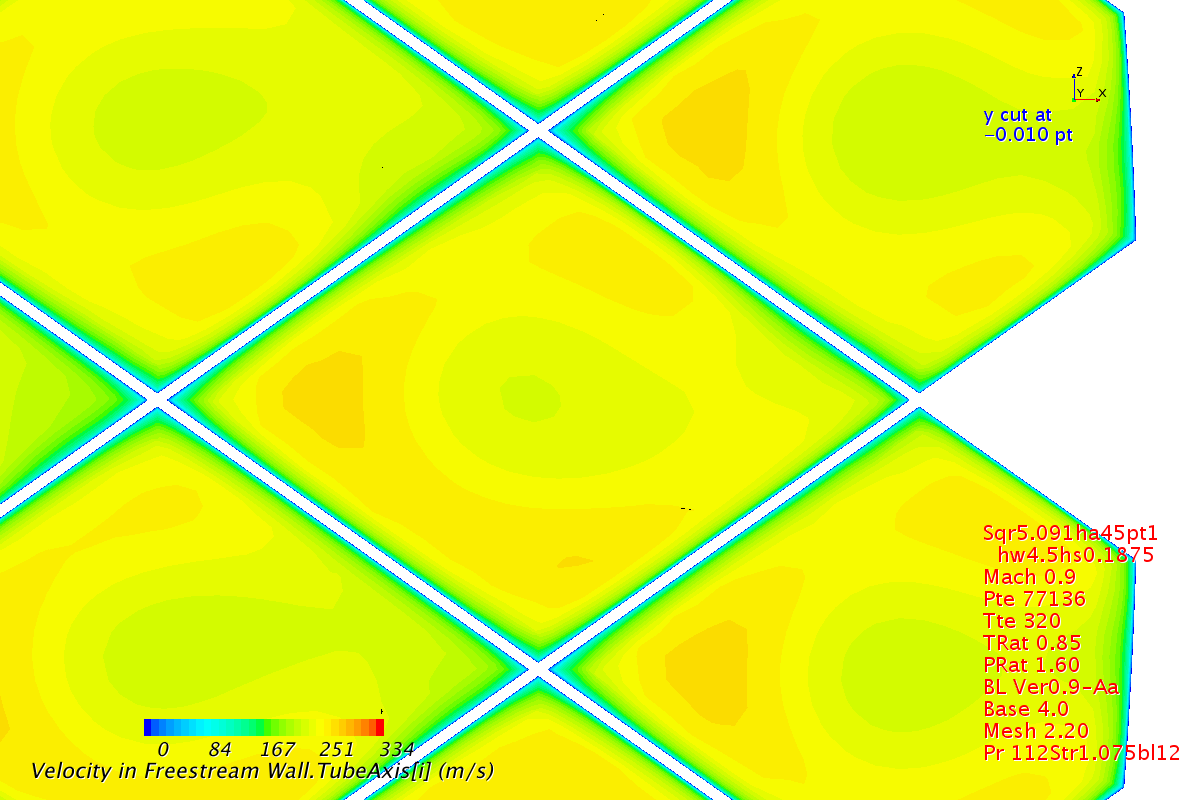 Z
Y X
y cut at
-0.010 pt
Sqr5.091ha45pt1
hw4.5hs0.1875
Mach 0.9
Pte 77136
Tte 320
TRat 0.85
PRat 1.60
BL Ver0.9-Aa
Base 4.0
Mesh 2.20
Pr 112Str1.075bl12
0 84 167 251 334
Velocity in Freestream Wall.TubeAxis[i] (m/s)